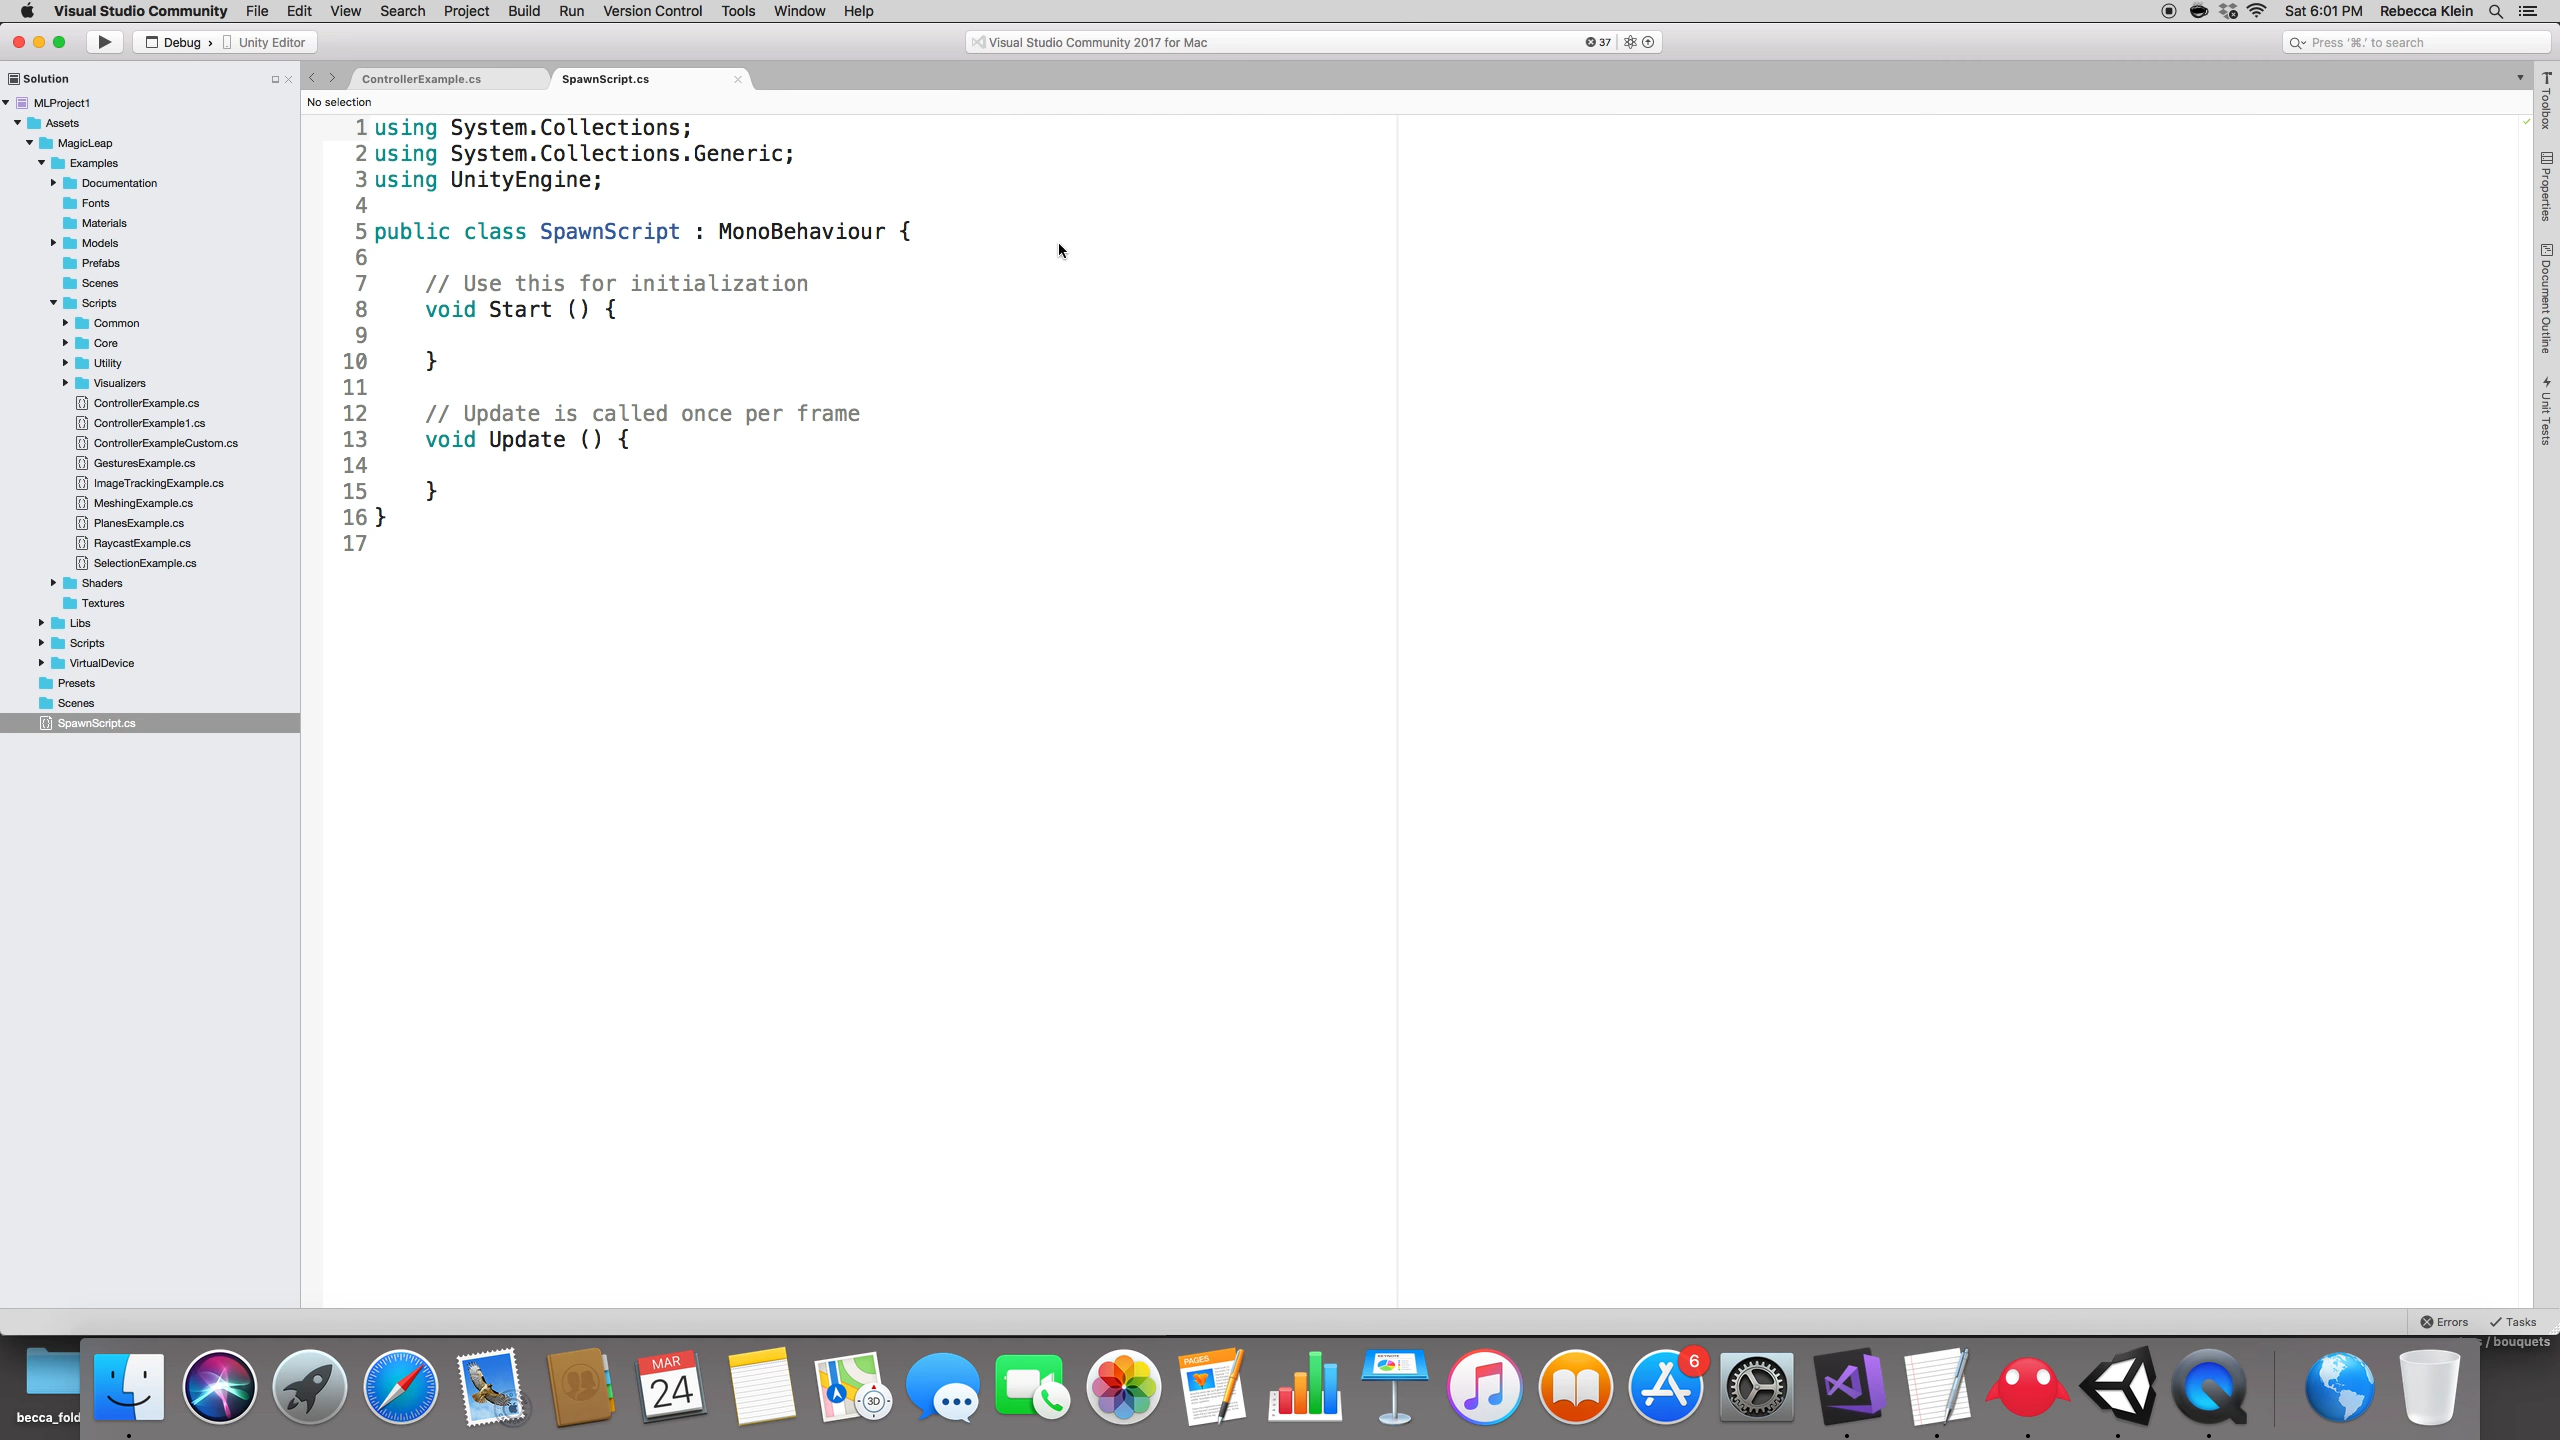 Visual Studio Community File Edit View Search Project Build Run Version Control Tools Window Help
Sat 6:01 PM Rebecca Klein
Debug › Unity Editor
Visual Studio Community 2017 for Mac
37
Press '⌘.' to search
Solution
MLProject1
Assets
MagicLeap
Examples
Documentation
Fonts
Materials
Models
Prefabs
Scenes
Scripts
Common
Core
Utility
Visualizers
ControllerExample.cs
ControllerExample1.cs
ControllerExampleCustom.cs
GesturesExample.cs
ImageTrackingExample.cs
MeshingExample.cs
PlanesExample.cs
RaycastExample.cs
SelectionExample.cs
Shaders
Textures
Libs
Scripts
VirtualDevice
Presets
Scenes
SpawnScript.cs
ControllerExample.cs SpawnScript.cs
No selection
1 using System.Collections;
2 using System.Collections.Generic;
3 using UnityEngine;
4
5 public class SpawnScript : MonoBehaviour {
6
7 // Use this for initialization
8 void Start () {
9
10 }
11
12 // Update is called once per frame
13 void Update () {
14
15 }
16 }
17
Toolbox
Properties
Document Outline
Unit Tests
Errors Tasks
/ bouquets
becca_fold
MAR
24
3D
PAGES
KEYNOTE
6